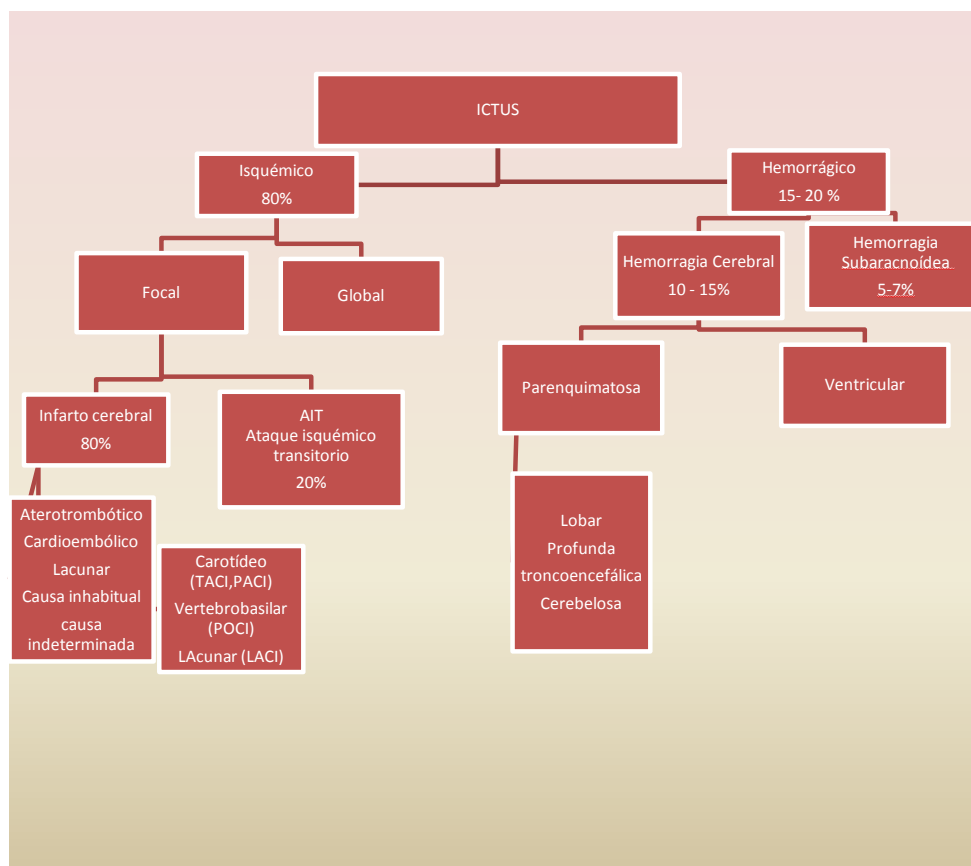 ICTUS
Isquémico
80%
Hemorrágico
15- 20 %
Focal
Global
Hemorragia Cerebral
10 - 15%
Hemorragia
Subaracnoídea
5-7%
Infarto cerebral
80%
AIT
Ataque isquémico
transitorio
20%
Parenquimatosa
Ventricular
Aterotrombótico
Cardioembólico
Lacunar
Causa inhabitual
causa
indeterminada
Carotídeo
(TACI,PACI)
Vertebrobasilar
(POCI)
LAcunar (LACI)
Lobar
Profunda
troncoencefálica
Cerebelosa